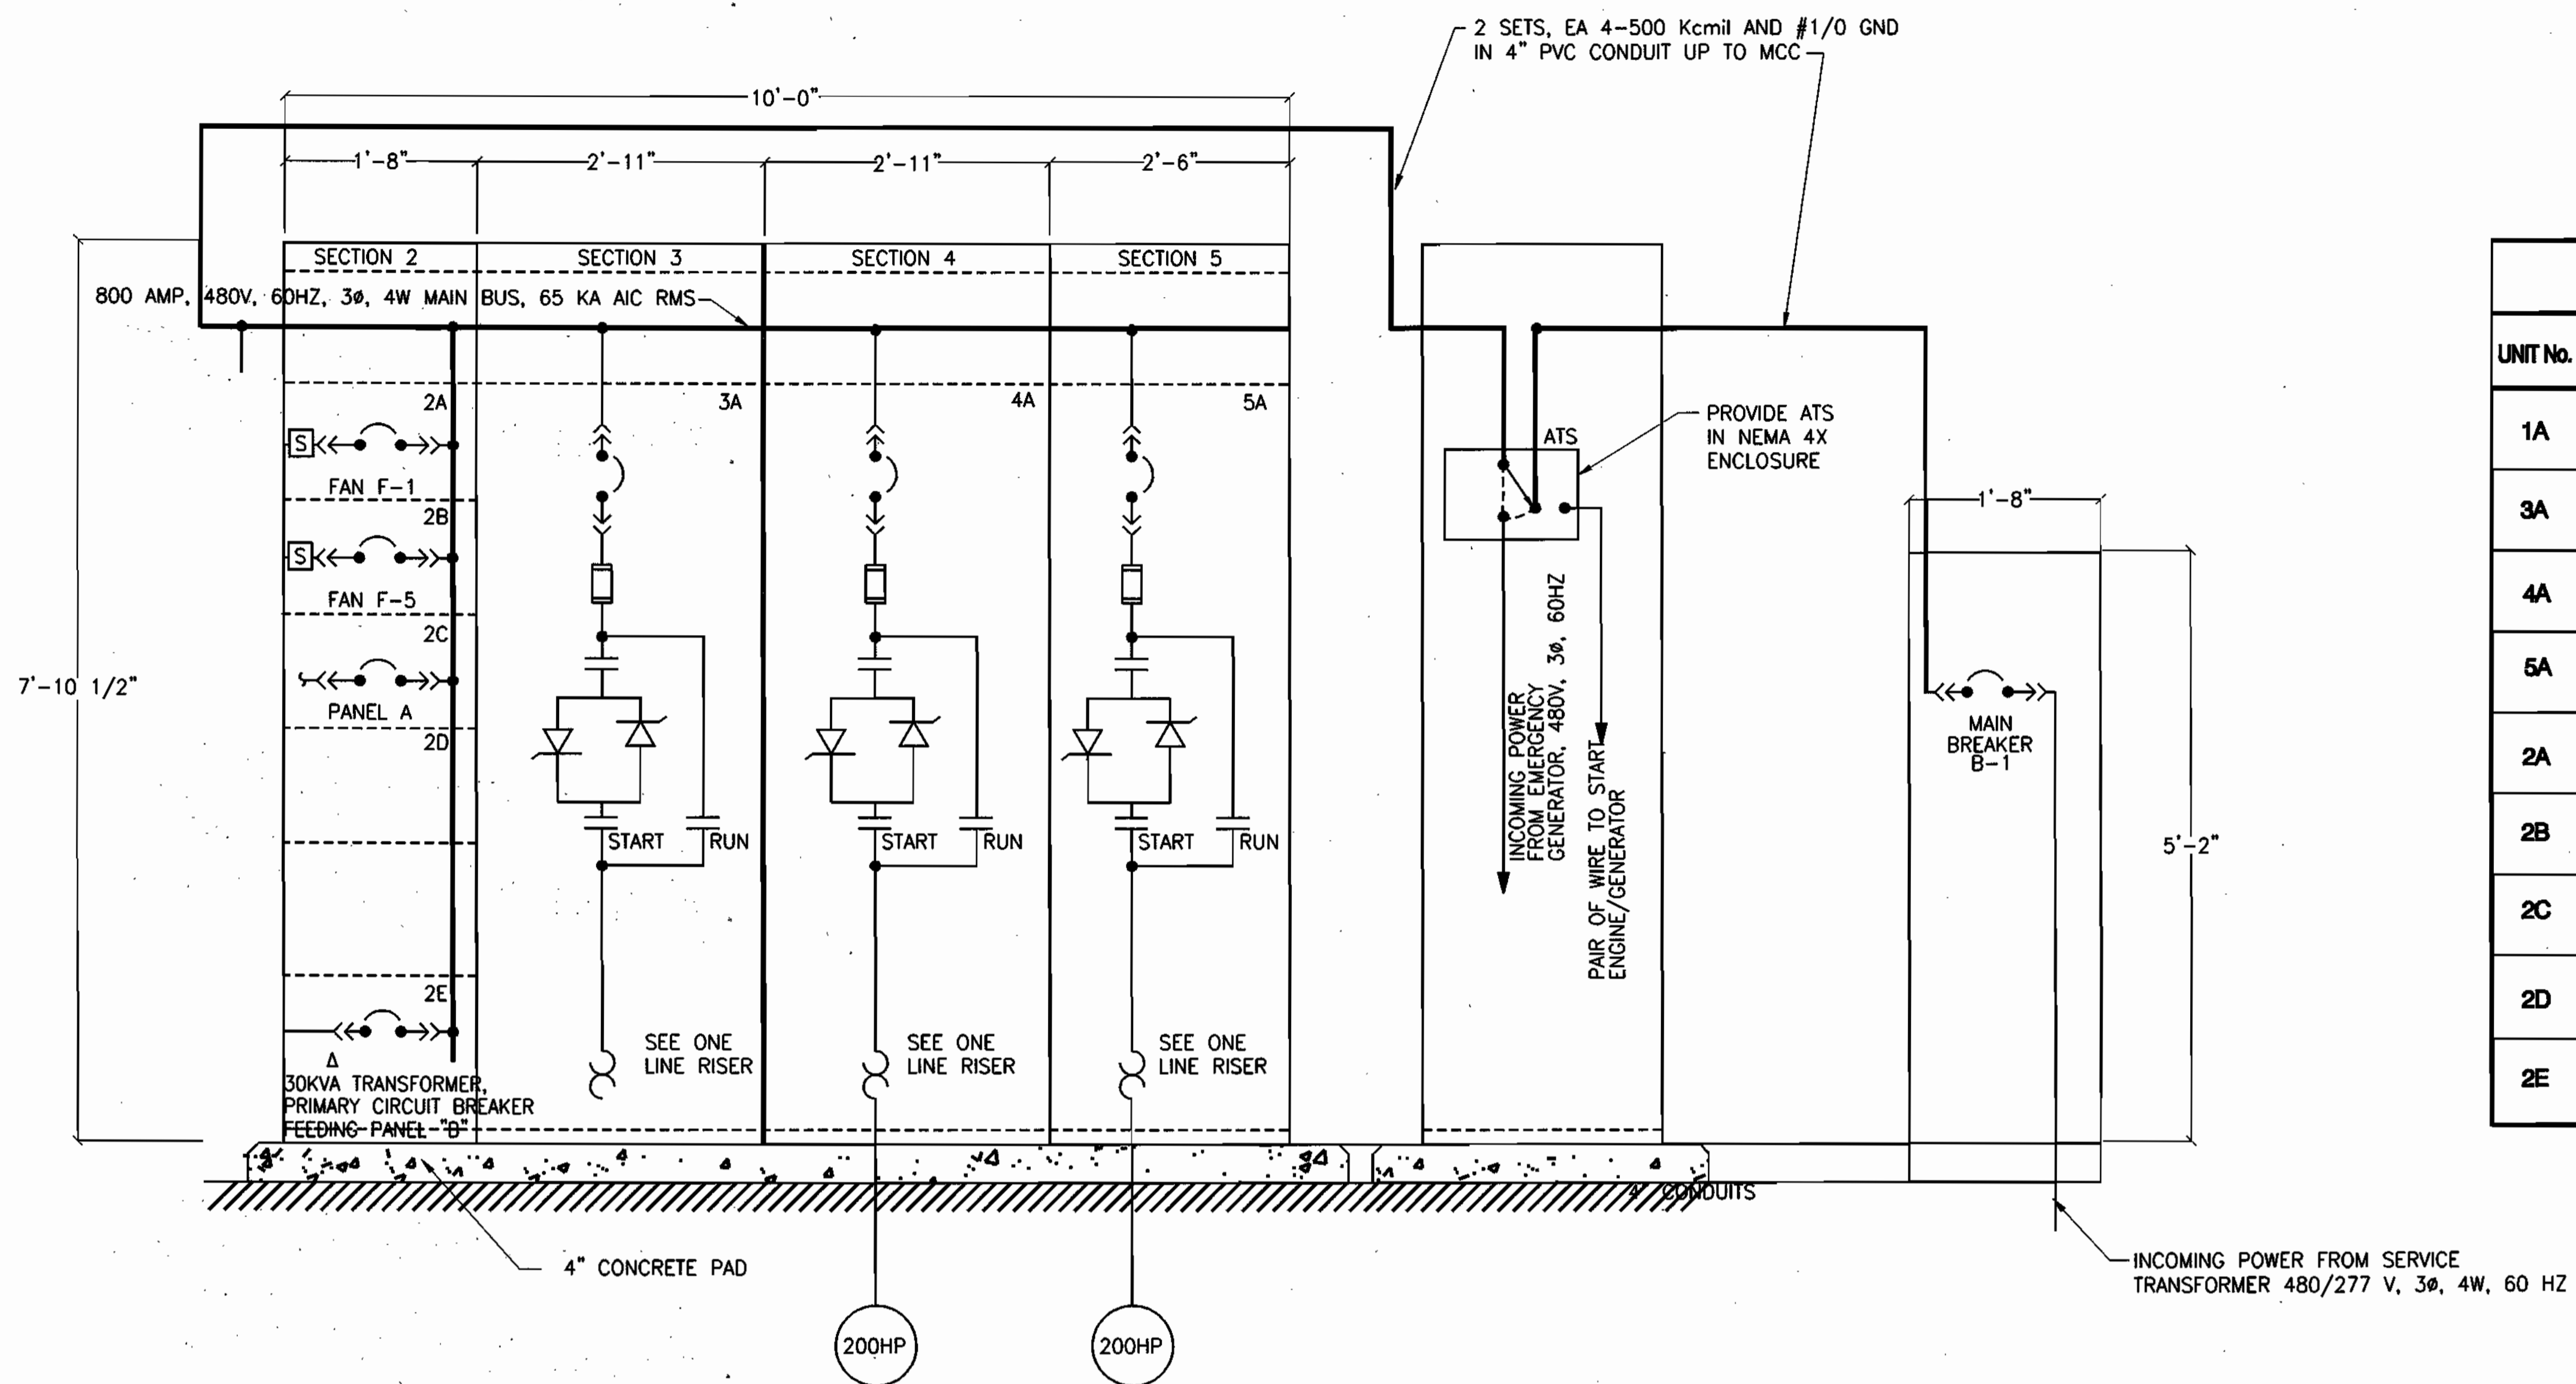 2 SETS, EA 4-500 Kcmil AND #1/0 GND
IN 4" PVC CONDUIT UP TO MCC
10'-0"
1'-8"
2'-11"
2'-11"
2'-6"
SECTION 2
SECTION 3
SECTION 4
SECTION 5
800 AMP, 480V, 60HZ, 3ø, 4W MAIN BUS, 65 KA AIC RMS
2A
3A
4A
5A
S
FAN F-1
2B
S
FAN F-5
2C
PANEL A
2D
2E
Δ
30KVA TRANSFORMER,
PRIMARY CIRCUIT BREAKER
FEEDING PANEL "B"
7'-10 1/2"
START
RUN
START
RUN
START
RUN
SEE ONE
LINE RISER
SEE ONE
LINE RISER
SEE ONE
LINE RISER
ATS
PROVIDE ATS
IN NEMA 4X
ENCLOSURE
INCOMING POWER
FROM EMERGENCY
GENERATOR, 480V, 3ø, 60HZ
PAIR OF WIRE TO START
ENGINE/GENERATOR
1'-8"
MAIN
BREAKER
B-1
5'-2"
4" CONDUITS
4" CONCRETE PAD
INCOMING POWER FROM SERVICE
TRANSFORMER 480/277 V, 3ø, 4W, 60 HZ
200HP
200HP
UNIT No.
1A
3A
4A
5A
2A
2B
2C
2D
2E